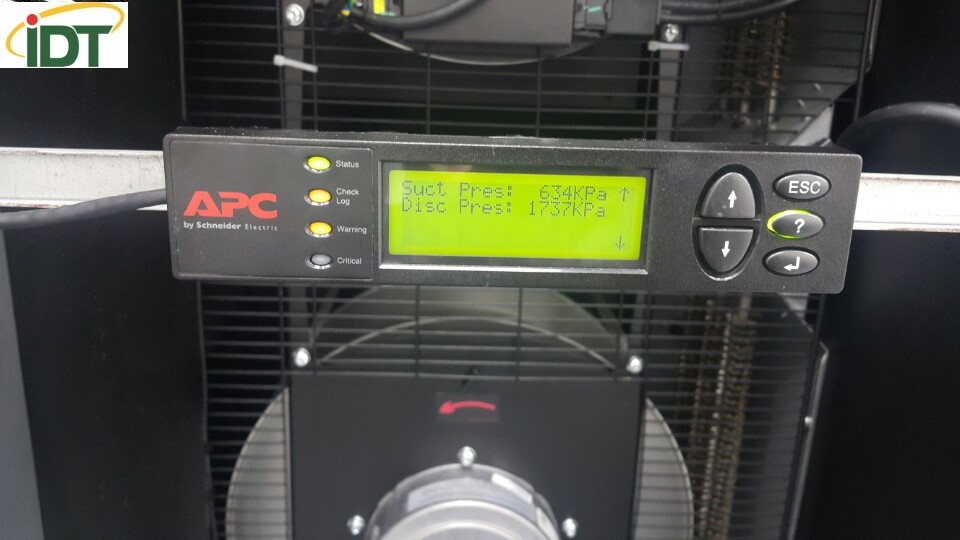 iDT
APC
by Schneider Electric
Status
Check
Log
Warning
Critical
Suct Pres: 634KPa ↑
Disc Pres: 1737KPa
↓
ESC
?